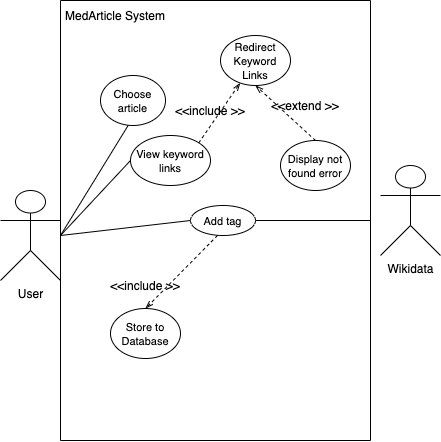 MedArticle System
Redirect
Keyword
Links
Choose
article
<<include >>
<<extend >>
View keyword
links
Display not
found error
Add tag
User
Wikidata
<<include >>
Store to
Database